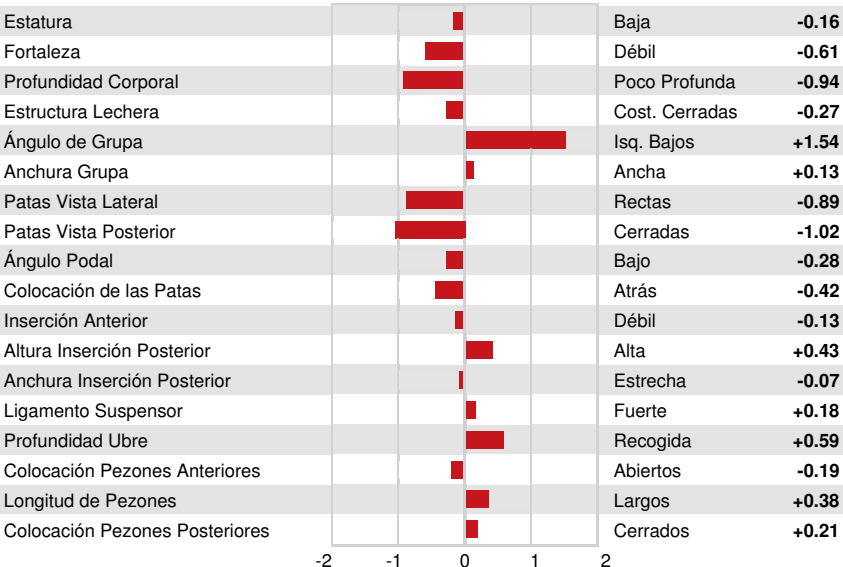 Estatura Baja -0.16
Fortaleza Débil -0.61
Profundidad Corporal Poco Profunda -0.94
Estructura Lechera Cost. Cerradas -0.27
Ángulo de Grupa Isq. Bajos +1.54
Anchura Grupa Ancha +0.13
Patas Vista Lateral Rectas -0.89
Patas Vista Posterior Cerradas -1.02
Ángulo Podal Bajo -0.28
Colocación de las Patas Atrás -0.42
Inserción Anterior Débil -0.13
Altura Inserción Posterior Alta +0.43
Anchura Inserción Posterior Estrecha -0.07
Ligamento Suspensor Fuerte +0.18
Profundidad Ubre Recogida +0.59
Colocación Pezones Anteriores Abiertos -0.19
Longitud de Pezones Largos +0.38
Colocación Pezones Posteriores Cerrados +0.21
-2 -1 0 1 2